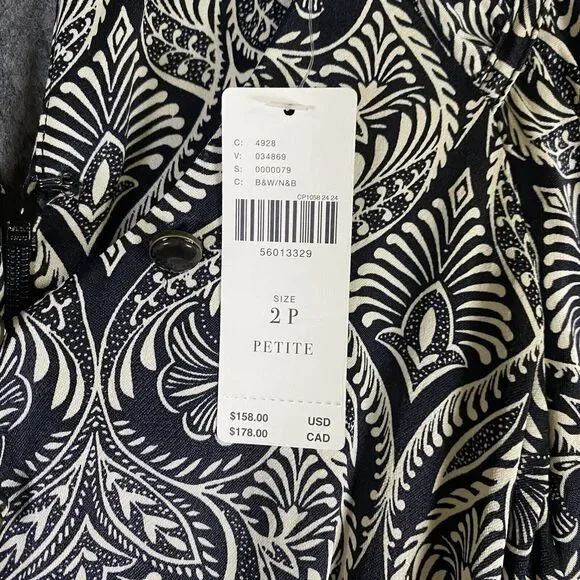 C: 4928
V: 034869
S: 0000079
C: B&W/N&B
CP1058 24 24
56013329
SIZE
2 P
PETITE
$158.00 USD
$178.00 CAD